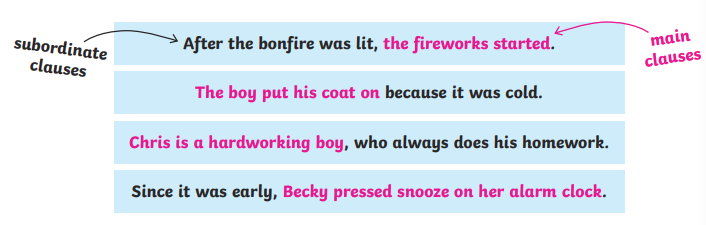 subordinate
clauses
After the bonfire was lit, the fireworks started.
main
clauses
The boy put his coat on because it was cold.
Chris is a hardworking boy, who always does his homework.
Since it was early, Becky pressed snooze on her alarm clock.